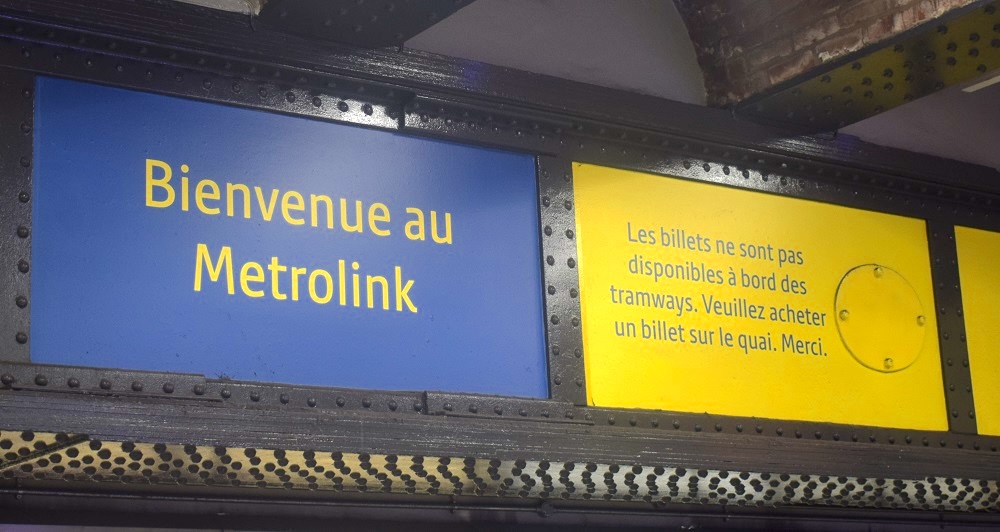 Bienvenue au
Metrolink
Les billets ne sont pas
disponibles à bord des
tramways. Veuillez acheter
un billet sur le quai. Merci.